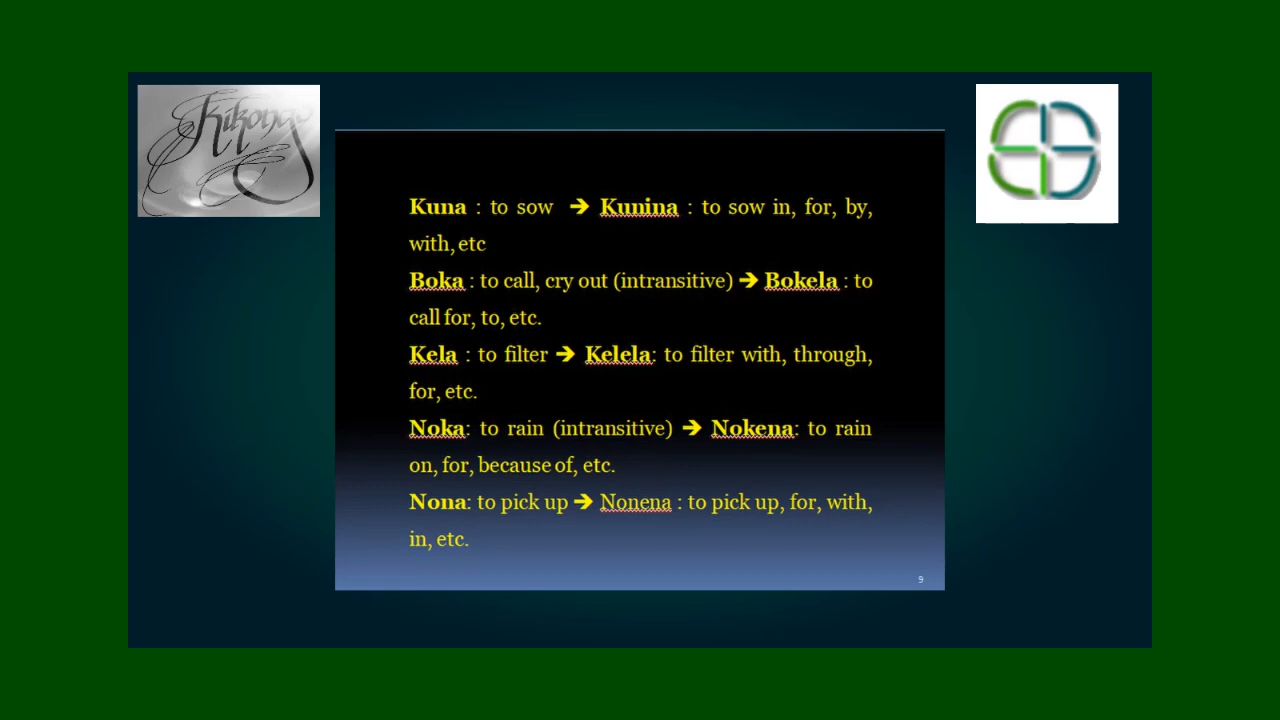 Kikongo
Kuna : to sow ➔ Kunina : to sow in, for, by,
with, etc
Boka : to call, cry out (intransitive) ➔ Bokela : to
call for, to, etc.
Kela : to filter ➔ Kelela: to filter with, through,
for, etc.
Noka: to rain (intransitive) ➔ Nokena: to rain
on, for, because of, etc.
Nona: to pick up ➔ Nonena : to pick up, for, with,
in, etc.
9